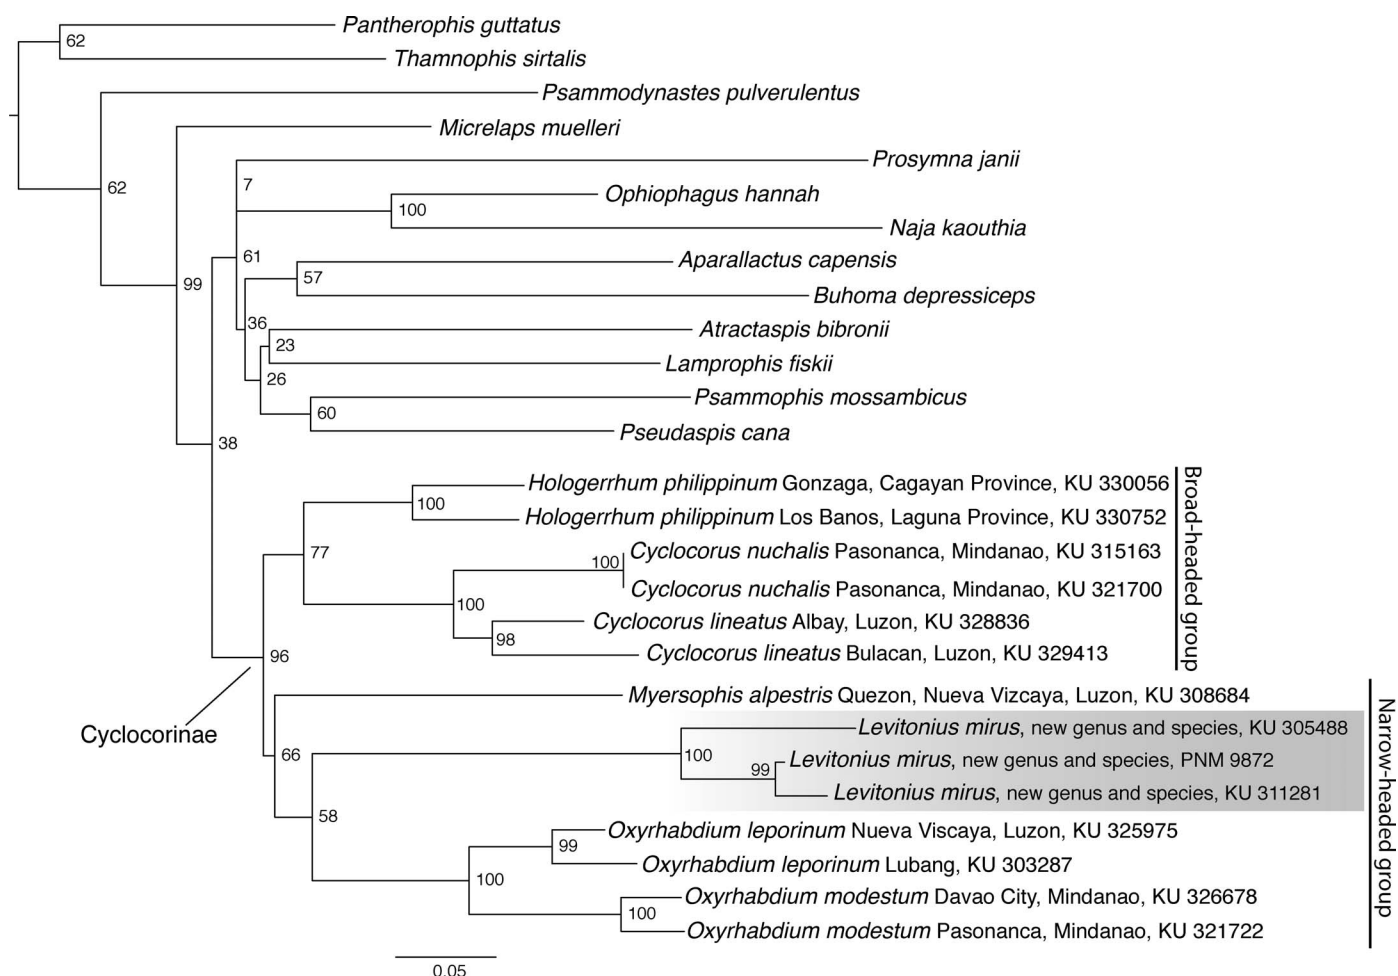 Pantherophis guttatus
62
Thamnophis sirtalis
Psammodynastes pulverulentus
Micrelaps muelleri
Prosymna janii
7
62
Ophiophagus hannah
100
Naja kaouthia
61
Aparallactus capensis
57
99
Buhoma depressiceps
36
Atractaspis bibronii
23
Lamprophis fiskii
26
Psammophis mossambicus
60
Pseudaspis cana
38
Hologerrhum philippinum Gonzaga, Cagayan Province, KU 330056
100
Hologerrhum philippinum Los Banos, Laguna Province, KU 330752
77
Cyclocorus nuchalis Pasonanca, Mindanao, KU 315163
100
Cyclocorus nuchalis Pasonanca, Mindanao, KU 321700
100
Cyclocorus lineatus Albay, Luzon, KU 328836
98
Cyclocorus lineatus Bulacan, Luzon, KU 329413
Broad-headed group
96
Cyclocorinae
Myersophis alpestris Quezon, Nueva Vizcaya, Luzon, KU 308684
66
Levitonius mirus, new genus and species, KU 305488
100
Levitonius mirus, new genus and species, PNM 9872
99
Levitonius mirus, new genus and species, KU 311281
58
Oxyrhabdium leporinum Nueva Viscaya, Luzon, KU 325975
99
Oxyrhabdium leporinum Lubang, KU 303287
100
Oxyrhabdium modestum Davao City, Mindanao, KU 326678
100
Oxyrhabdium modestum Pasonanca, Mindanao, KU 321722
Narrow-headed group
0.05